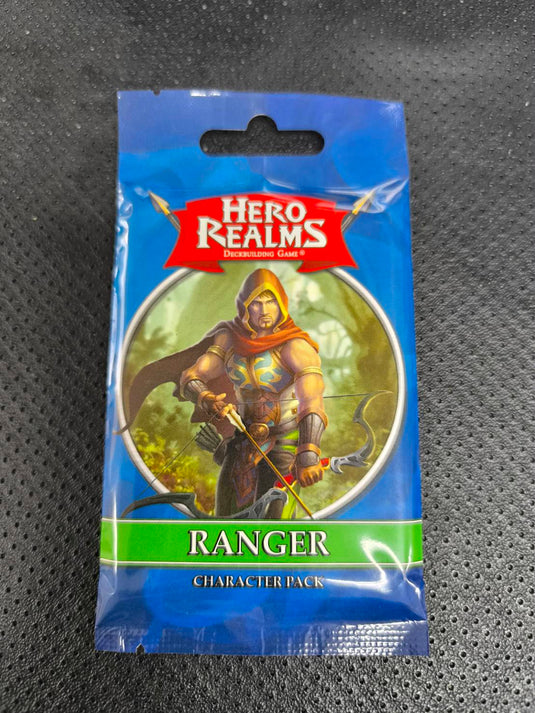 HERO
REALMS
DECKBUILDING GAME®
RANGER
CHARACTER PACK